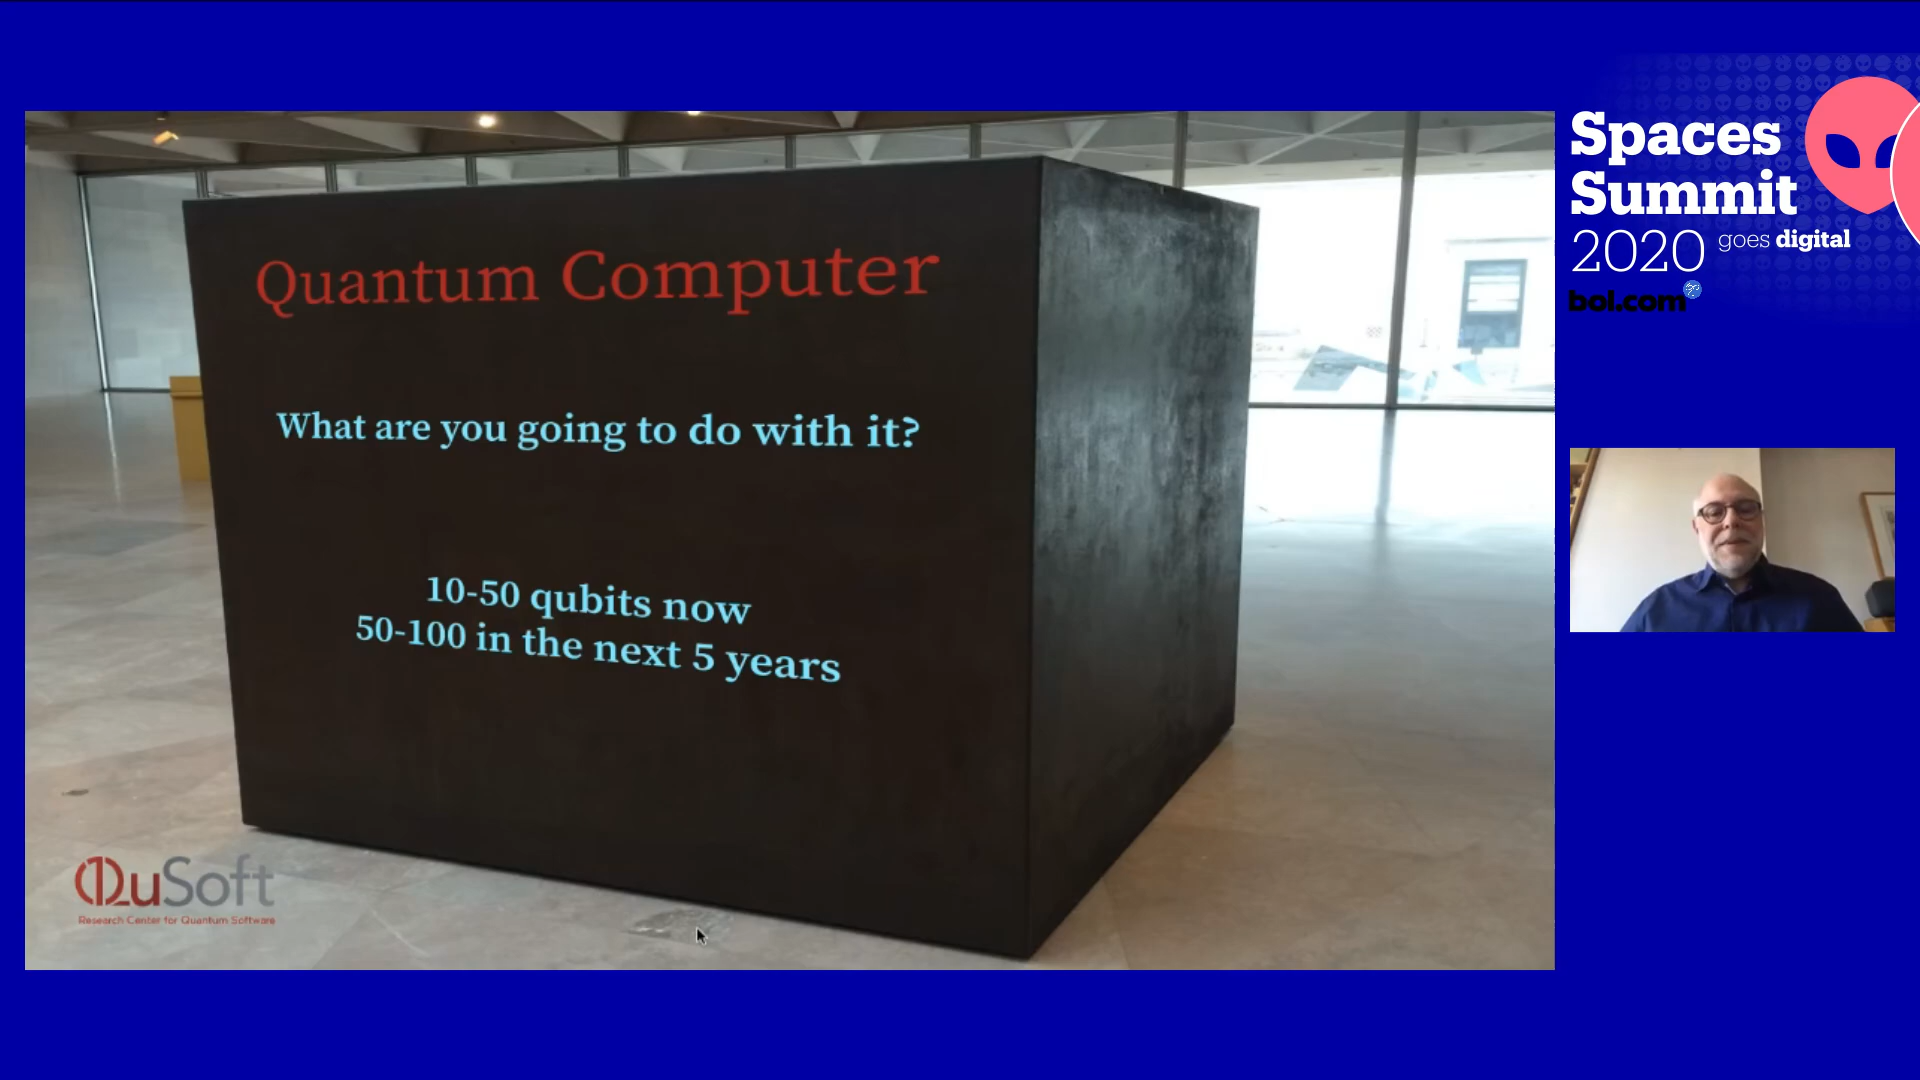 Quantum Computer
What are you going to do with it?
10-50 qubits now
50-100 in the next 5 years
QuSoft
Research Center for Quantum Software
Spaces
Summit
2020 goes digital
bol.com